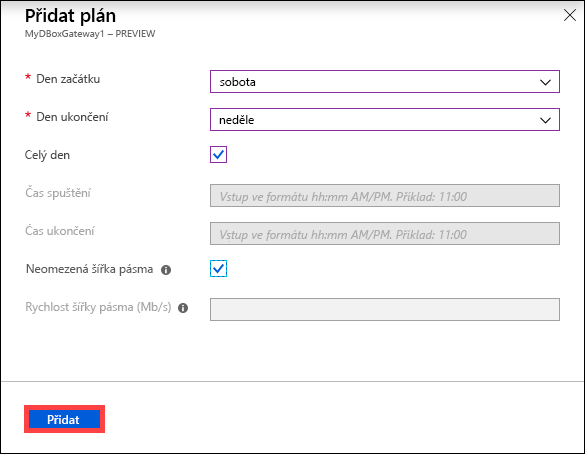 Přidat plán
MyDBoxGateway1 – PREVIEW
* Den začátku
sobota
* Den ukončení
neděle
Celý den
Čas spuštění
Vstup ve formátu hh:mm AM/PM. Příklad: 11:00
Čas ukončení
Vstup ve formátu hh:mm AM/PM. Příklad: 11:00
Neomezená šířka pásma
Rychlost šířky pásma (Mb/s)
Přidat